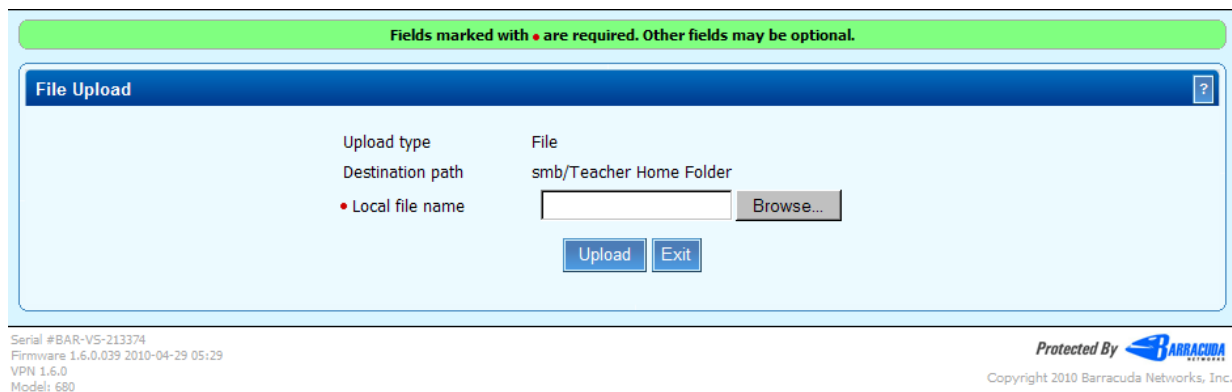 Fields marked with • are required. Other fields may be optional.
File Upload
?
Upload type File
Destination path smb/Teacher Home Folder
• Local file name Browse...
Upload Exit
Serial #BAR-VS-213374
Firmware 1.6.0.039 2010-04-29 05:29
VPN 1.6.0
Model: 680
Protected By BARRACUDA
NETWORKS
Copyright 2010 Barracuda Networks, Inc.